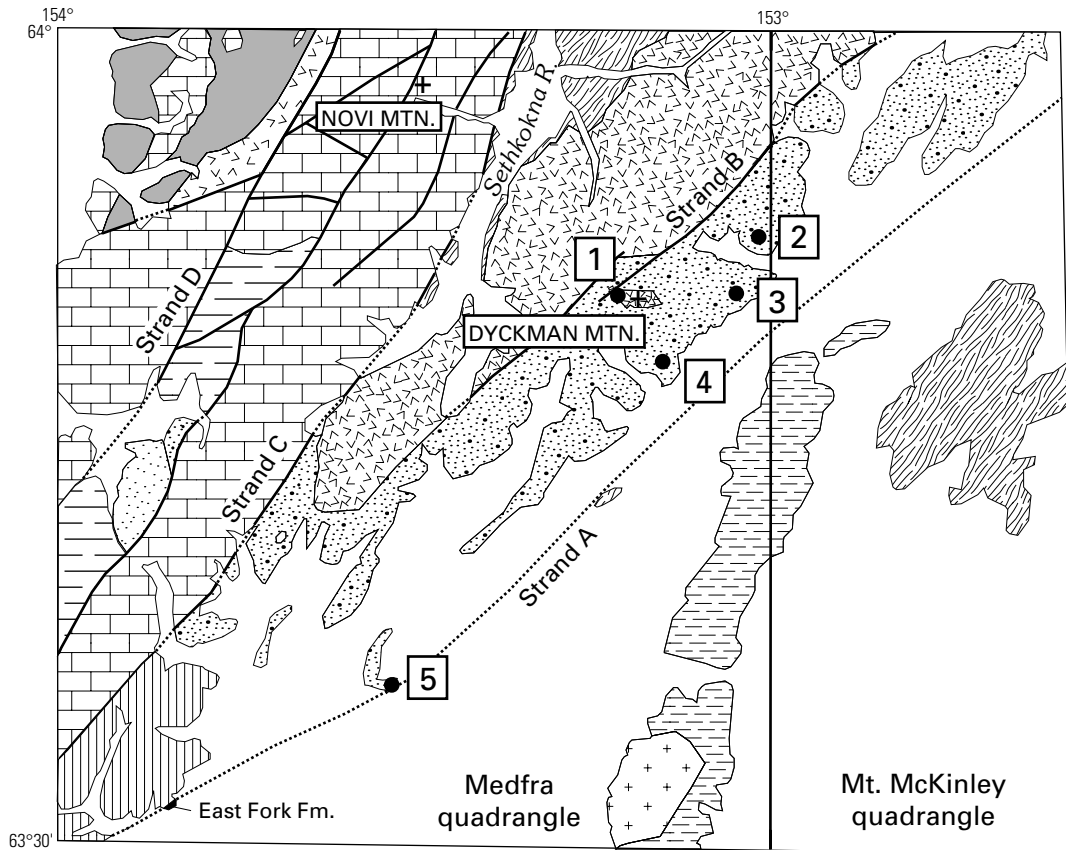 154°
64°
153°
NOVI MTN.
Sethkokna R
Strand B
2
1
3
Strand D
DYCKMAN MTN.
4
Strand C
Strand A
5
East Fork Fm.
Medfra
quadrangle
Mt. McKinley
quadrangle
63°30'